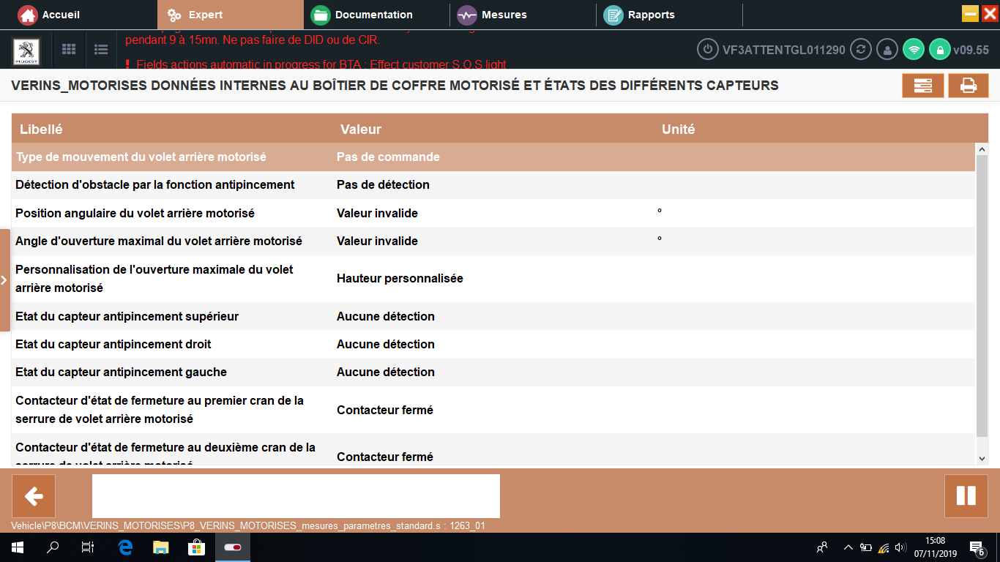 Accueil
Expert
Documentation
Mesures
Rapports
pendant 9 à 15mn. Ne pas faire de DID ou de CIR.
! Fields actions automatic in progress for BTA : Effect customer S.O.S light
PEUGEOT
VF3ATTENTGL011290
v09.55
VERINS_MOTORISES DONNÉES INTERNES AU BOÎTIER DE COFFRE MOTORISÉ ET ÉTATS DES DIFFÉRENTS CAPTEURS
Libellé Valeur Unité
Type de mouvement du volet arrière motorisé Pas de commande
Détection d'obstacle par la fonction antipincement Pas de détection
Position angulaire du volet arrière motorisé Valeur invalide °
Angle d'ouverture maximal du volet arrière motorisé Valeur invalide °
Personnalisation de l'ouverture maximale du volet
arrière motorisé
Hauteur personnalisée
Etat du capteur antipincement supérieur Aucune détection
Etat du capteur antipincement droit Aucune détection
Etat du capteur antipincement gauche Aucune détection
Contacteur d'état de fermeture au premier cran de la
serrure de volet arrière motorisé
Contacteur fermé
Contacteur d'état de fermeture au deuxième cran de la
serrure de volet arrière motorisé
Contacteur fermé
Vehicle\P8\BCM\VERINS_MOTORISES\P8_VERINS_MOTORISES_mesures_parametres_standard.s : 1263_01
15:08
07/11/2019
6